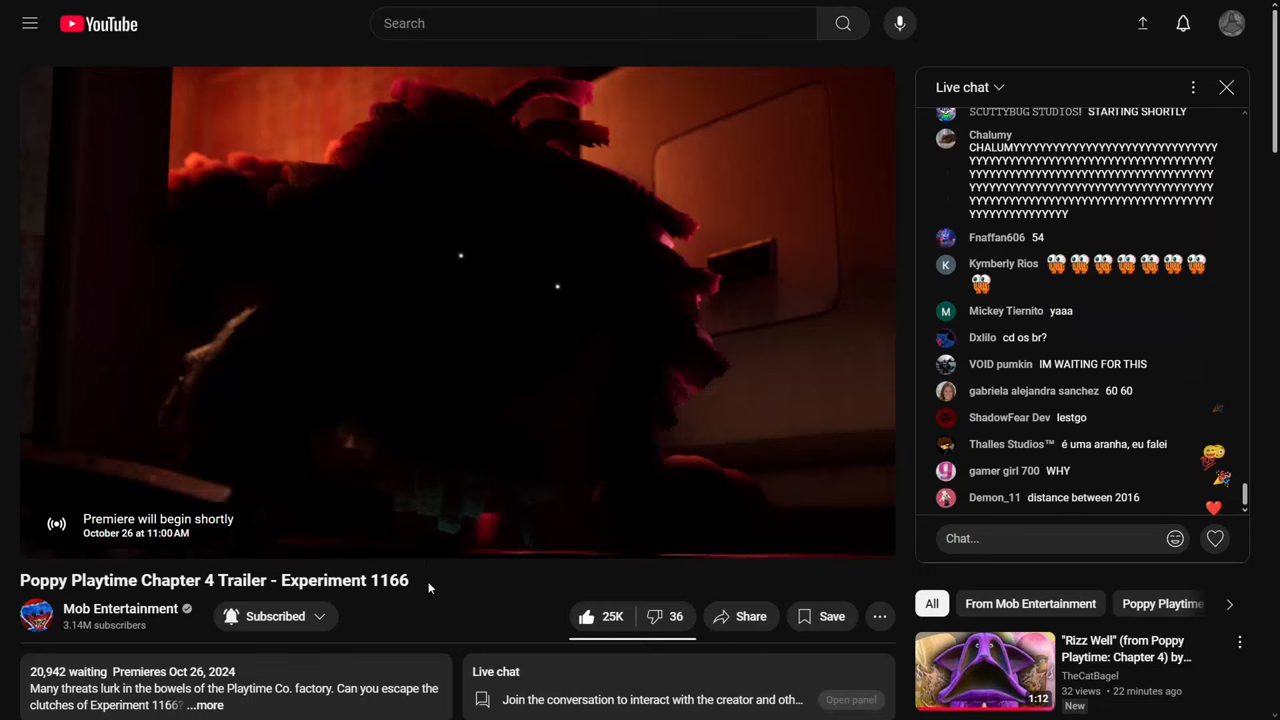 YouTube
Search
Live chat
SCUTTYBUG STUDIOS! STARTING SHORTLY
Chalumy
CHALUMYYYYYYYYYYYYYYYYYYYYYYYYYYYY
YYYYYYYYYYYYYYYYYYYYYYYYYYYYYYYYYYYY
YYYYYYYYYYYYYYYYYYYYYYYYYYYYYYYYYYYY
YYYYYYYYYYYYYYYYYYYYYYYYYYYYYYYYYYYY
YYYYYYYYYYYYYYYYYYYYYYYYYYYYYYYYYYYY
YYYYYYYYYYYYYYY
Fnaffan606 54
K Kymberly Rios
M Mickey Tiernito yaaa
Dxlilo cd os br?
VOID pumkin IM WAITING FOR THIS
gabriela alejandra sanchez 60 60
ShadowFear Dev lestgo
Thalles Studios™ é uma aranha, eu falei
gamer girl 700 WHY
Demon_11 distance between 2016
Chat...
Premiere will begin shortly
October 26 at 11:00 AM
Poppy Playtime Chapter 4 Trailer - Experiment 1166
Mob Entertainment
3.14M subscribers
Subscribed
25K
36
Share
Save
20,942 waiting Premieres Oct 26, 2024
Many threats lurk in the bowels of the Playtime Co. factory. Can you escape the
clutches of Experiment 1166? ...more
Live chat
Join the conversation to interact with the creator and oth...
Open panel
All
From Mob Entertainment
Poppy Playtime
"Rizz Well" (from Poppy
Playtime: Chapter 4) by...
TheCatBagel
32 views • 22 minutes ago
New
1:12